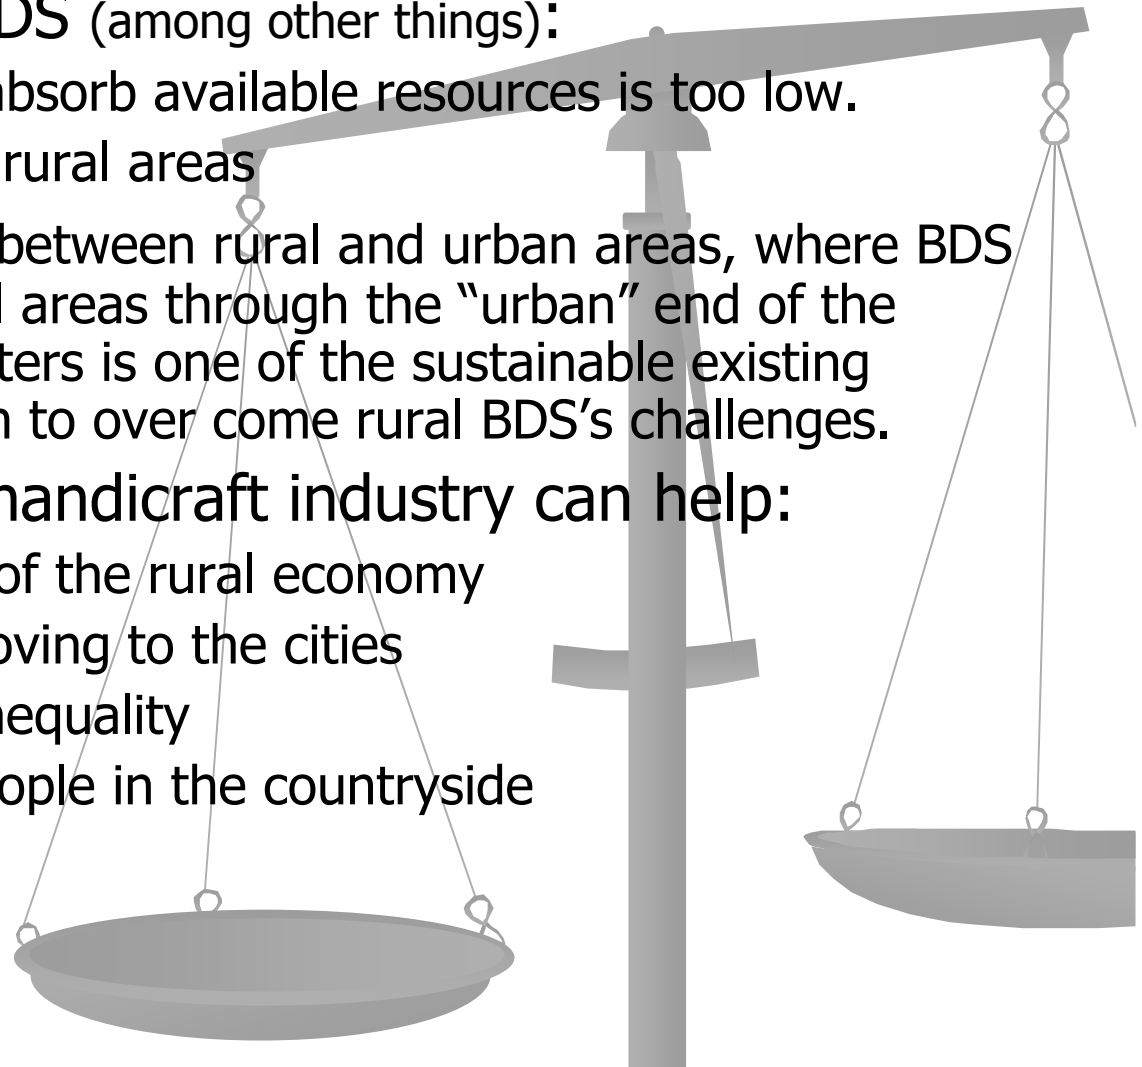 DS (among other things):
absorb available resources is too low.
rural areas
between rural and urban areas, where BDS
areas through the “urban” end of the
ters is one of the sustainable existing
to over come rural BDS’s challenges.
handicraft industry can help:
of the rural economy
oving to the cities
nequality
ople in the countryside